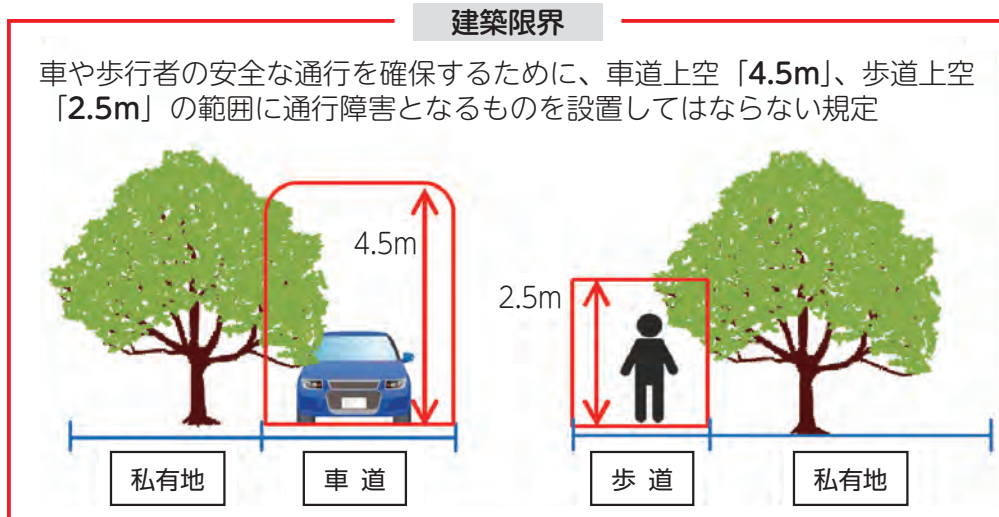 建築限界
車や歩行者の安全な通行を確保するために、車道上空「4.5m」、歩道上空
「2.5m」の範囲に通行障害となるものを設置してはならない規定
4.5m
2.5m
私有地
車 道
歩 道
私有地